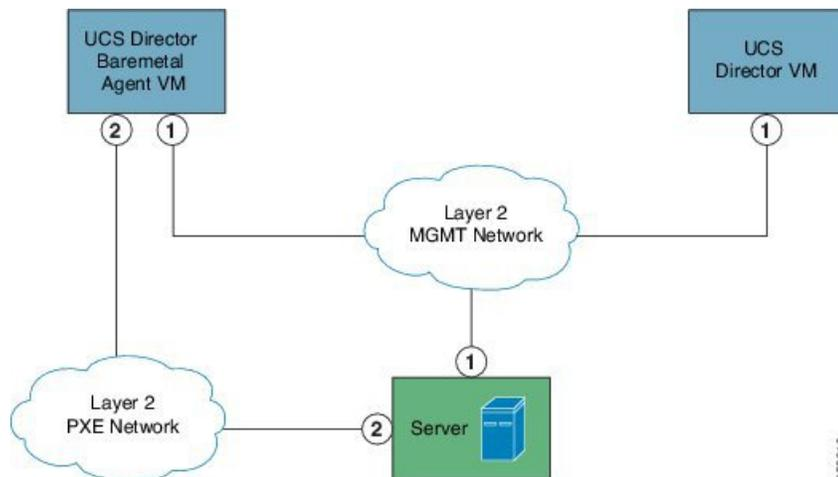 UCS Director
Baremetal
Agent VM
UCS
Director VM
2
1
1
Layer 2
MGMT Network
1
Layer 2
PXE Network
2
Server